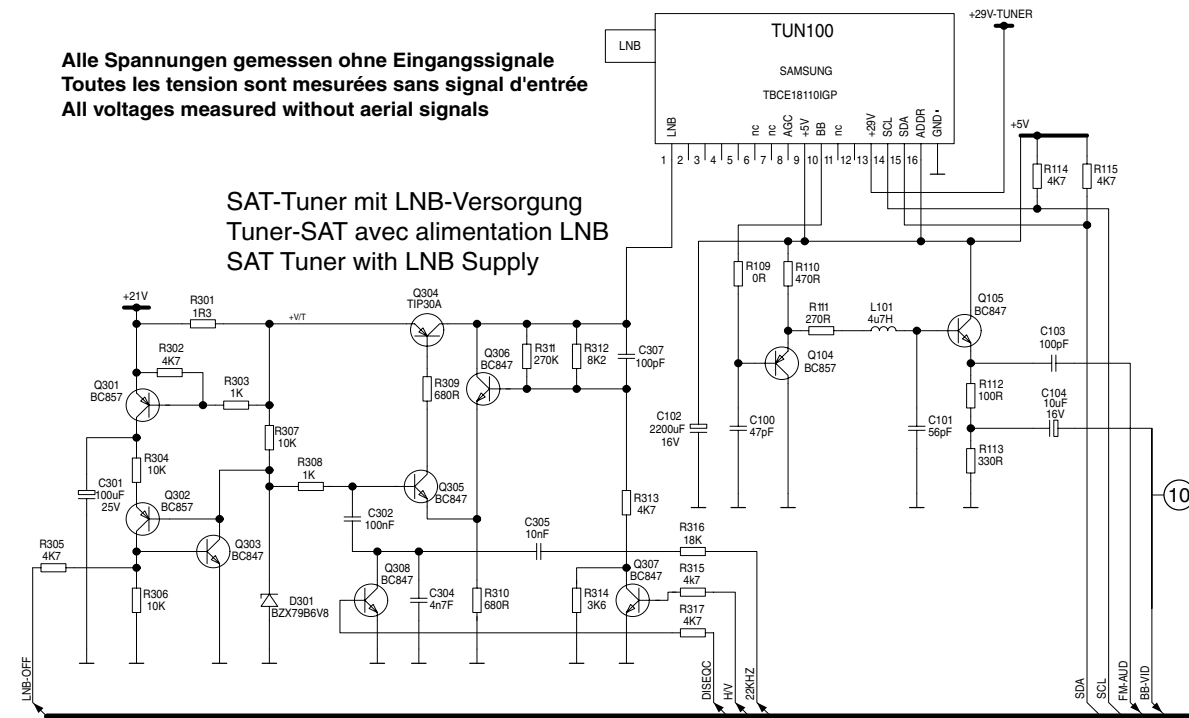 Alle Spannungen gemessen ohne Eingangssignale
Toutes les tension sont mesurées sans signal d'entrée
All voltages measured without aerial signals
SAT-Tuner mit LNB-Versorgung
Tuner-SAT avec alimentation LNB
SAT Tuner with LNB Supply
LNB
TUN100
SAMSUNG
TBCE18110IGP
LNB
nc
nc
AGC
+5V
BB
nc
+29V
SCL
SDA
ADDR
GND
1 2 3 4 5 6 7 8 9 10 11 12 13 14 15 16
+29V-TUNER
+5V
R114
4K7
R115
4K7
R109
0R
R110
470R
R111
270R
L101
4u7H
Q105
BC847
C103
100pF
Q104
BC857
R112
100R
C104
10uF
16V
C102
2200uF
16V
C100
47pF
C101
56pF
R113
330R
10
+21V
R301
1R3
+V/T
Q304
TIP30A
R302
4K7
R303
1K
Q301
BC857
R309
680R
Q306
BC847
R311
270K
R312
8K2
C307
100pF
R307
10K
R304
10K
R308
1K
C301
100uF
25V
Q302
BC857
Q305
BC847
R313
4K7
C302
100nF
C305
10nF
R316
18K
R305
4K7
Q303
BC847
Q308
BC847
C304
4n7F
R310
680R
R314
3K6
Q307
BC847
R315
4k7
R317
4K7
R306
10K
D301
BZX79B6V8
LNB-OFF
DISEQC
H/V
22KHZ
SDA
SCL
FM-AUD
BB-VID